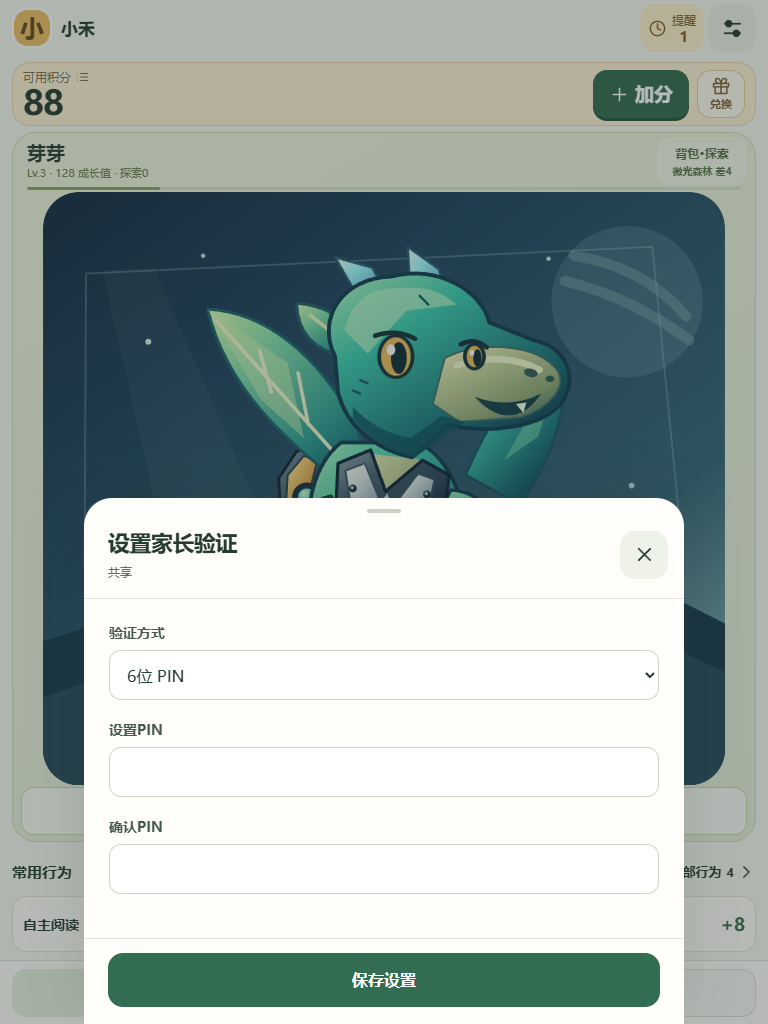 小 小禾
提醒
1
可用积分
88
+ 加分
兑换
芽芽
Lv.3 · 128 成长值 · 探索0
背包•探索
微光森林 差4
设置家长验证
共享
验证方式
6位 PIN
设置PIN
确认PIN
常用行为
部行为 4
自主阅读
+8
保存设置